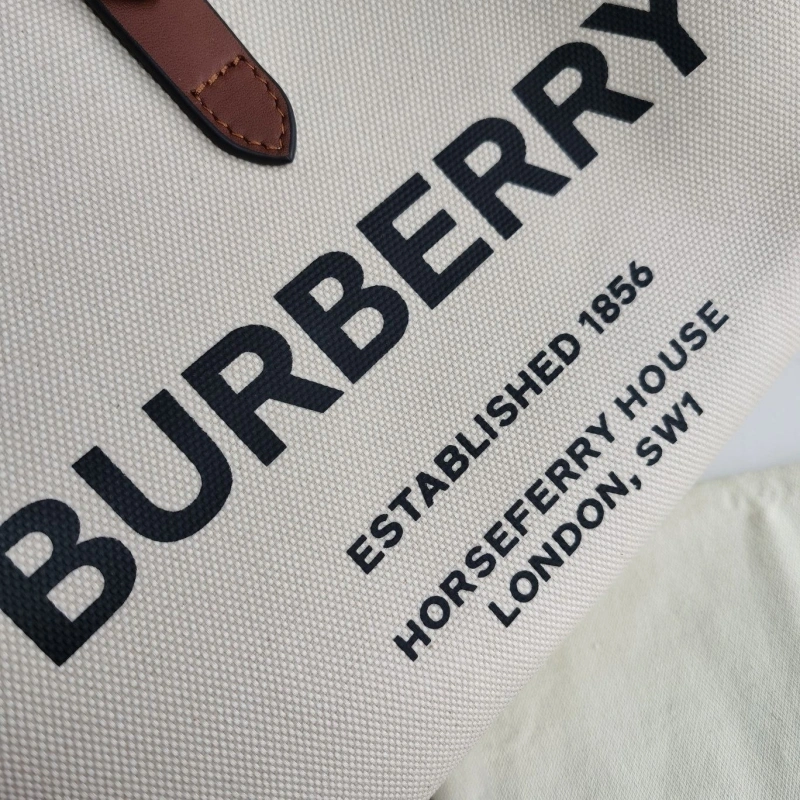 BURBERRY
ESTABLISHED 1856
HORSEFERRY HOUSE
LONDON, SW1